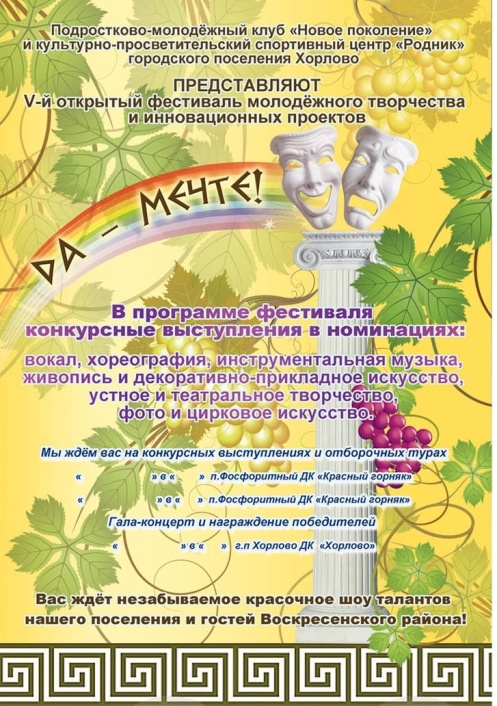 Подростково-молодёжный клуб «Новое поколение»
и культурно-просветительский спортивный центр «Родник»
городского поселения Хорлово
ПРЕДСТАВЛЯЮТ
V-й открытый фестиваль молодёжного творчества
и инновационных проектов
ДА – МЕЧТЕ!
В программе фестиваля
конкурсные выступления в номинациях:
вокал, хореография, инструментальная музыка,
живопись и декоративно-прикладное искусство,
устное и театральное творчество,
фото и цирковое искусство.
Мы ждём вас на конкурсных выступлениях и отборочных турах
« » в « » п.Фосфоритный ДК «Красный горняк»
« » в « » п.Фосфоритный ДК «Красный горняк»
Гала-концерт и награждение победителей
« » в « » г.п Хорлово ДК «Хорлово»
Вас ждёт незабываемое красочное шоу талантов
нашего поселения и гостей Воскресенского района!